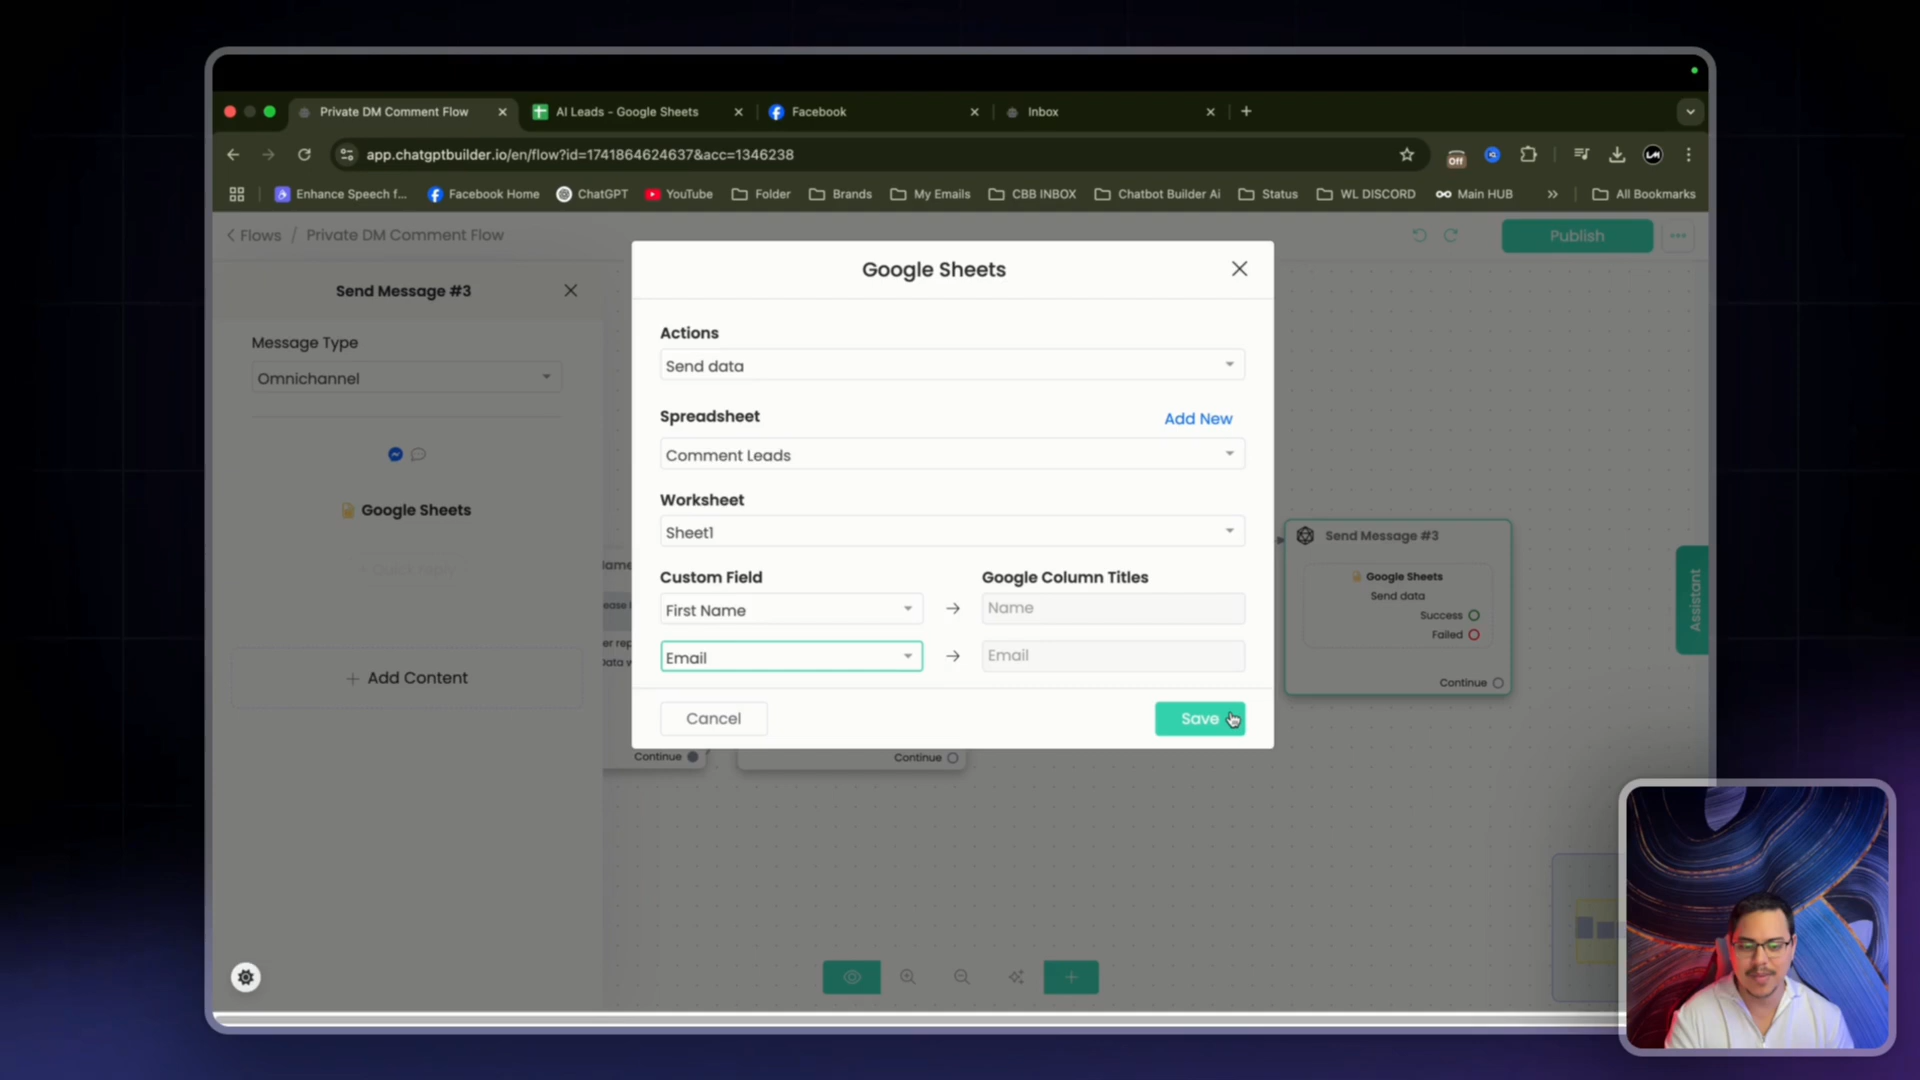 Private DM Comment Flow
AI Leads - Google Sheets
Facebook
Inbox
app.chatgptbuilder.io/en/flow?id=1741864624637&acc=1346238
Off
Enhance Speech f...
Facebook Home
ChatGPT
YouTube
Folder
Brands
My Emails
CBB INBOX
Chatbot Builder Ai
Status
WL DISCORD
Main HUB
All Bookmarks
Flows / Private DM Comment Flow
Publish
Send Message #3
Message Type
Omnichannel
Google Sheets
+ Quick reply
+ Add Content
Google Sheets
Actions
Send data
Spreadsheet
Add New
Comment Leads
Worksheet
Sheet1
Custom Field
Google Column Titles
First Name
Name
Email
Email
Cancel
Save
Continue
Continue
Send Message #3
Google Sheets
Send data
Success
Failed
Continue
Assistant